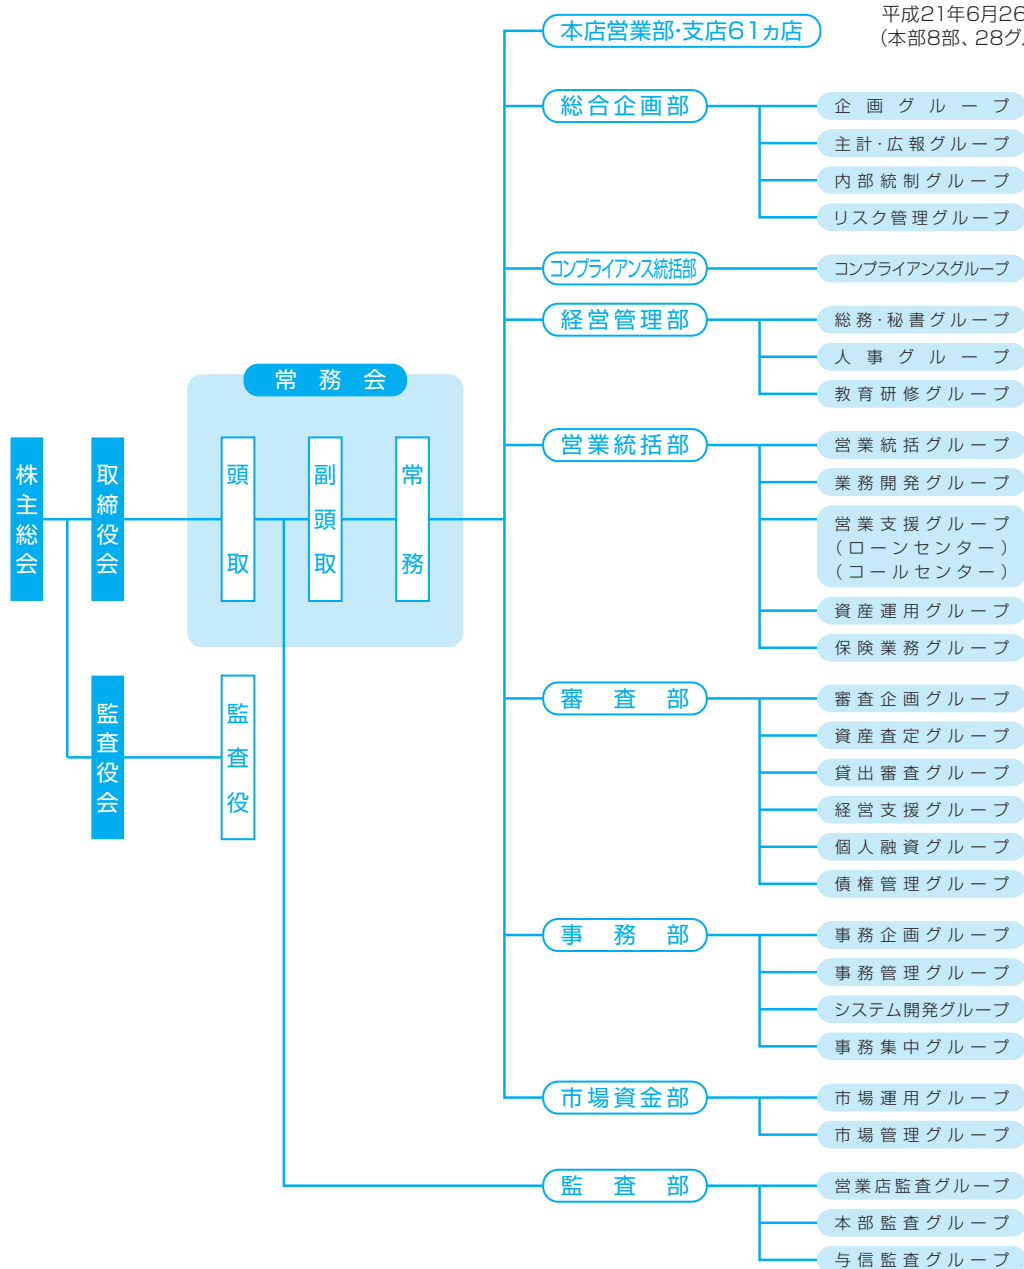 平成21年6月26
(本部8部、28グ
本店営業部・支店61ヵ店
総合企画部
企画グループ
主計・広報グループ
内部統制グループ
リスク管理グループ
コンプライアンス統括部
コンプライアンスグループ
経営管理部
総務・秘書グループ
人事グループ
教育研修グループ
常務会
株主総会
取締役会
頭取
副頭取
常務
監査役会
監査役
営業統括部
営業統括グループ
業務開発グループ
営業支援グループ
(ローンセンター)
(コールセンター)
資産運用グループ
保険業務グループ
審査部
審査企画グループ
資産査定グループ
貸出審査グループ
経営支援グループ
個人融資グループ
債権管理グループ
事務部
事務企画グループ
事務管理グループ
システム開発グループ
事務集中グループ
市場資金部
市場運用グループ
市場管理グループ
監査部
営業店監査グループ
本部監査グループ
与信監査グループ